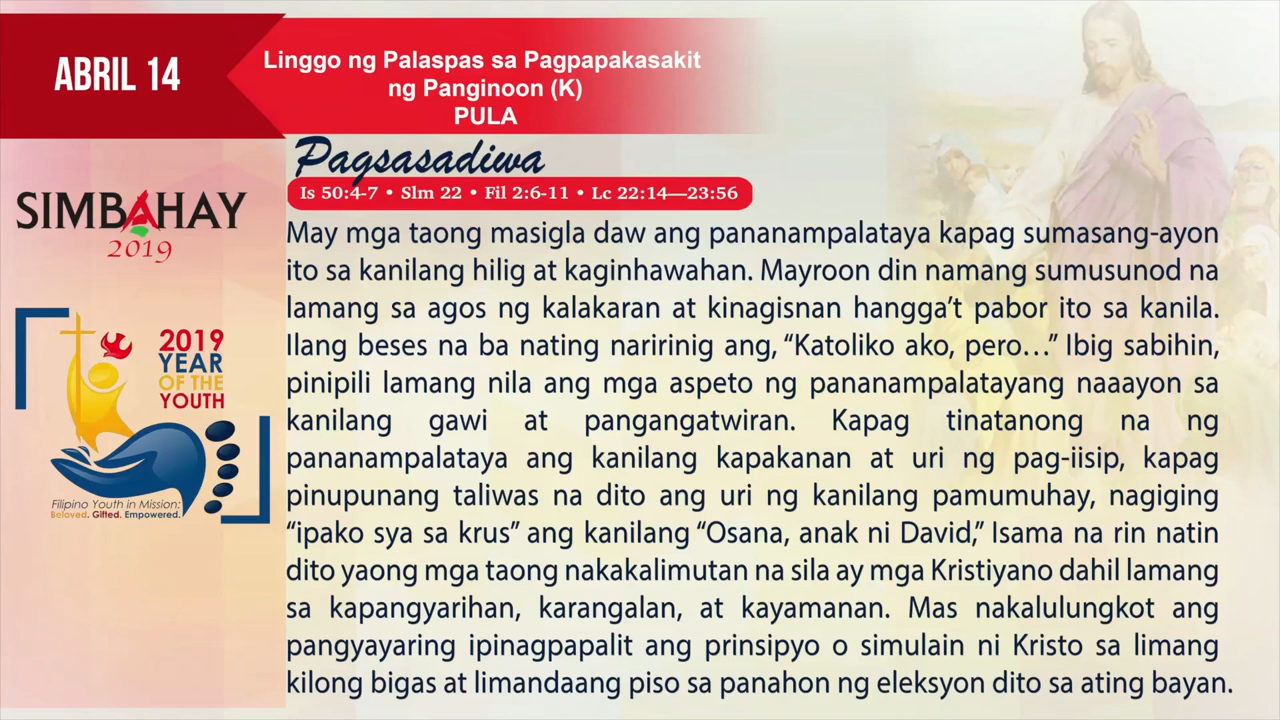 ABRIL 14
Linggo ng Palaspas sa Pagpapakasakit
ng Panginoon (K)
PULA
Pagsasadiwa
Is 50:4-7 • Slm 22 • Fil 2:6-11 • Lc 22:14—23:56
SIMBAHAY
2019
2019
YEAR
OF THE
YOUTH
Filipino Youth in Mission:
Beloved. Gifted. Empowered.
May mga taong masigla daw ang pananampalataya kapag sumasang-ayon
ito sa kanilang hilig at kaginhawahan. Mayroon din namang sumusunod na
lamang sa agos ng kalakaran at kinagisnan hangga’t pabor ito sa kanila.
Ilang beses na ba nating naririnig ang, “Katoliko ako, pero…” Ibig sabihin,
pinipili lamang nila ang mga aspeto ng pananampalatayang naaayon sa
kanilang gawi at pangangatwiran. Kapag tinatanong na ng
pananampalataya ang kanilang kapakanan at uri ng pag-iisip, kapag
pinupunang taliwas na dito ang uri ng kanilang pamumuhay, nagiging
“ipako sya sa krus” ang kanilang “Osana, anak ni David,” Isama na rin natin
dito yaong mga taong nakakalimutan na sila ay mga Kristiyano dahil lamang
sa kapangyarihan, karangalan, at kayamanan. Mas nakalulungkot ang
pangyayaring ipinagpapalit ang prinsipyo o simulain ni Kristo sa limang
kilong bigas at limandaang piso sa panahon ng eleksyon dito sa ating bayan.